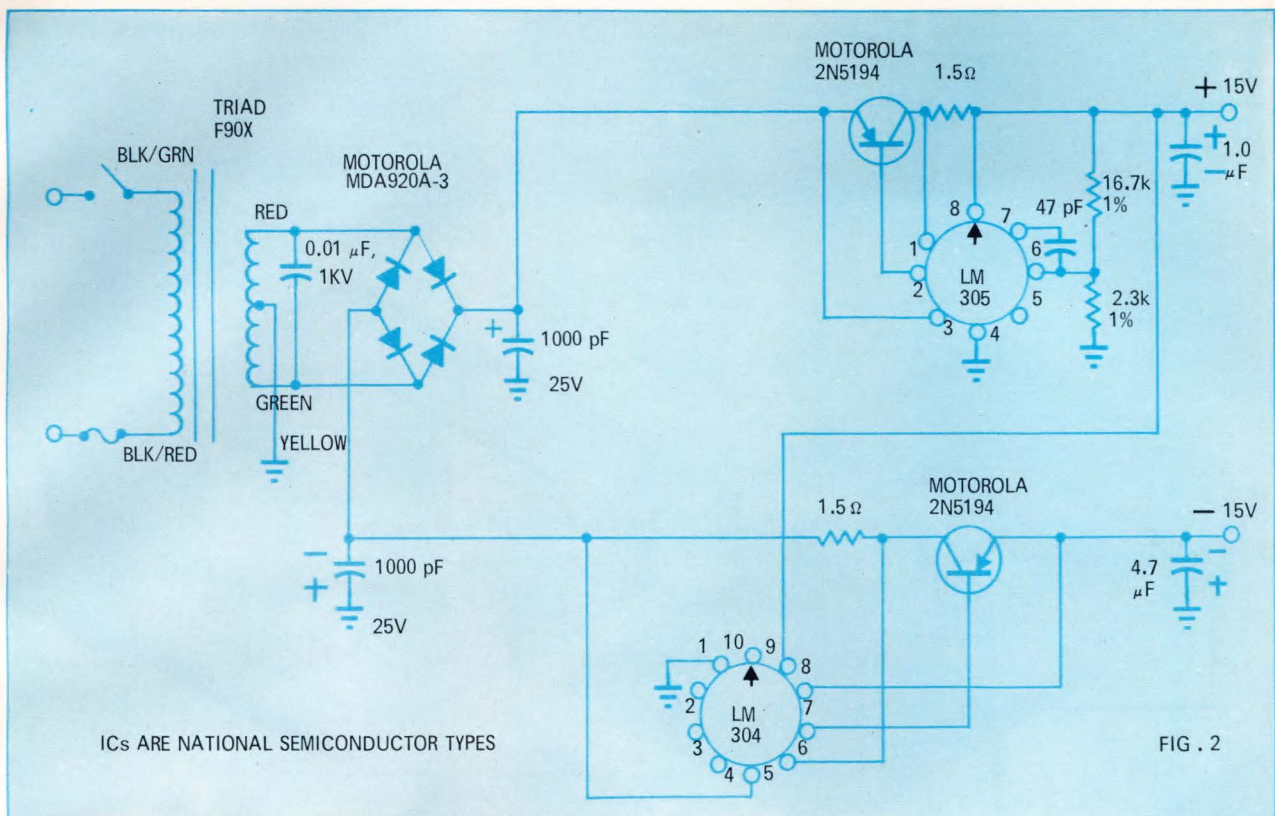 MOTOROLA
2N5194
1.5Ω
+ 15V
TRIAD
F90X
BLK/GRN
MOTOROLA
MDA920A-3
+
1.0
−
μF
RED
0.01 μF,
1KV
16.7k
1%
47 pF
8
7
1
6
2
LM
305
5
3
4
2.3k
1%
+
1000 pF
25V
GREEN
YELLOW
BLK/RED
MOTOROLA
2N5194
1.5Ω
− 15V
−
+
1000 pF
25V
4.7
μF
−
+
1
10
9
8
2
7
LM
304
3
6
4
5
ICs ARE NATIONAL SEMICONDUCTOR TYPES
FIG. 2